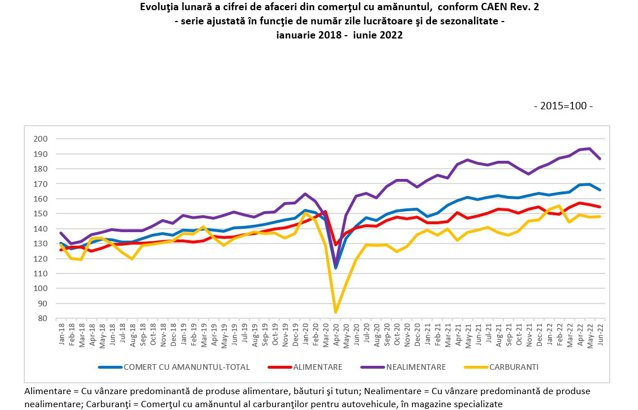 Evoluţia lunară a cifrei de afaceri din comerţul cu amănuntul, conform CAEN Rev. 2
- serie ajustată în funcţie de număr zile lucrătoare şi de sezonalitate -
ianuarie 2018 - iunie 2022
- 2015=100 -
200
190
180
170
160
150
140
130
120
110
100
90
80
Jan-18 Feb-18 Mar-18 Apr-18 May-18 Jun-18 Jul-18 Aug-18 Sep-18 Oct-18 Nov-18 Dec-18 Jan-19 Feb-19 Mar-19 Apr-19 May-19 Jun-19 Jul-19 Aug-19 Sep-19 Oct-19 Nov-19 Dec-19 Jan-20 Feb-20 Mar-20 Apr-20 May-20 Jun-20 Jul-20 Aug-20 Sep-20 Oct-20 Nov-20 Dec-20 Jan-21 Feb-21 Mar-21 Apr-21 May-21 Jun-21 Jul-21 Aug-21 Sep-21 Oct-21 Nov-21 Dec-21 Jan-22 Feb-22 Mar-22 Apr-22 May-22 Jun-22
COMERT CU AMANUNTUL-TOTAL ALIMENTARE NEALIMENTARE CARBURANTI
Alimentare = Cu vânzare predominantă de produse alimentare, băuturi şi tutun; Nealimentare = Cu vânzare predominantă de produse
nealimentare; Carburanţi = Comerţul cu amănuntul al carburanţilor pentru autovehicule, în magazine specializate